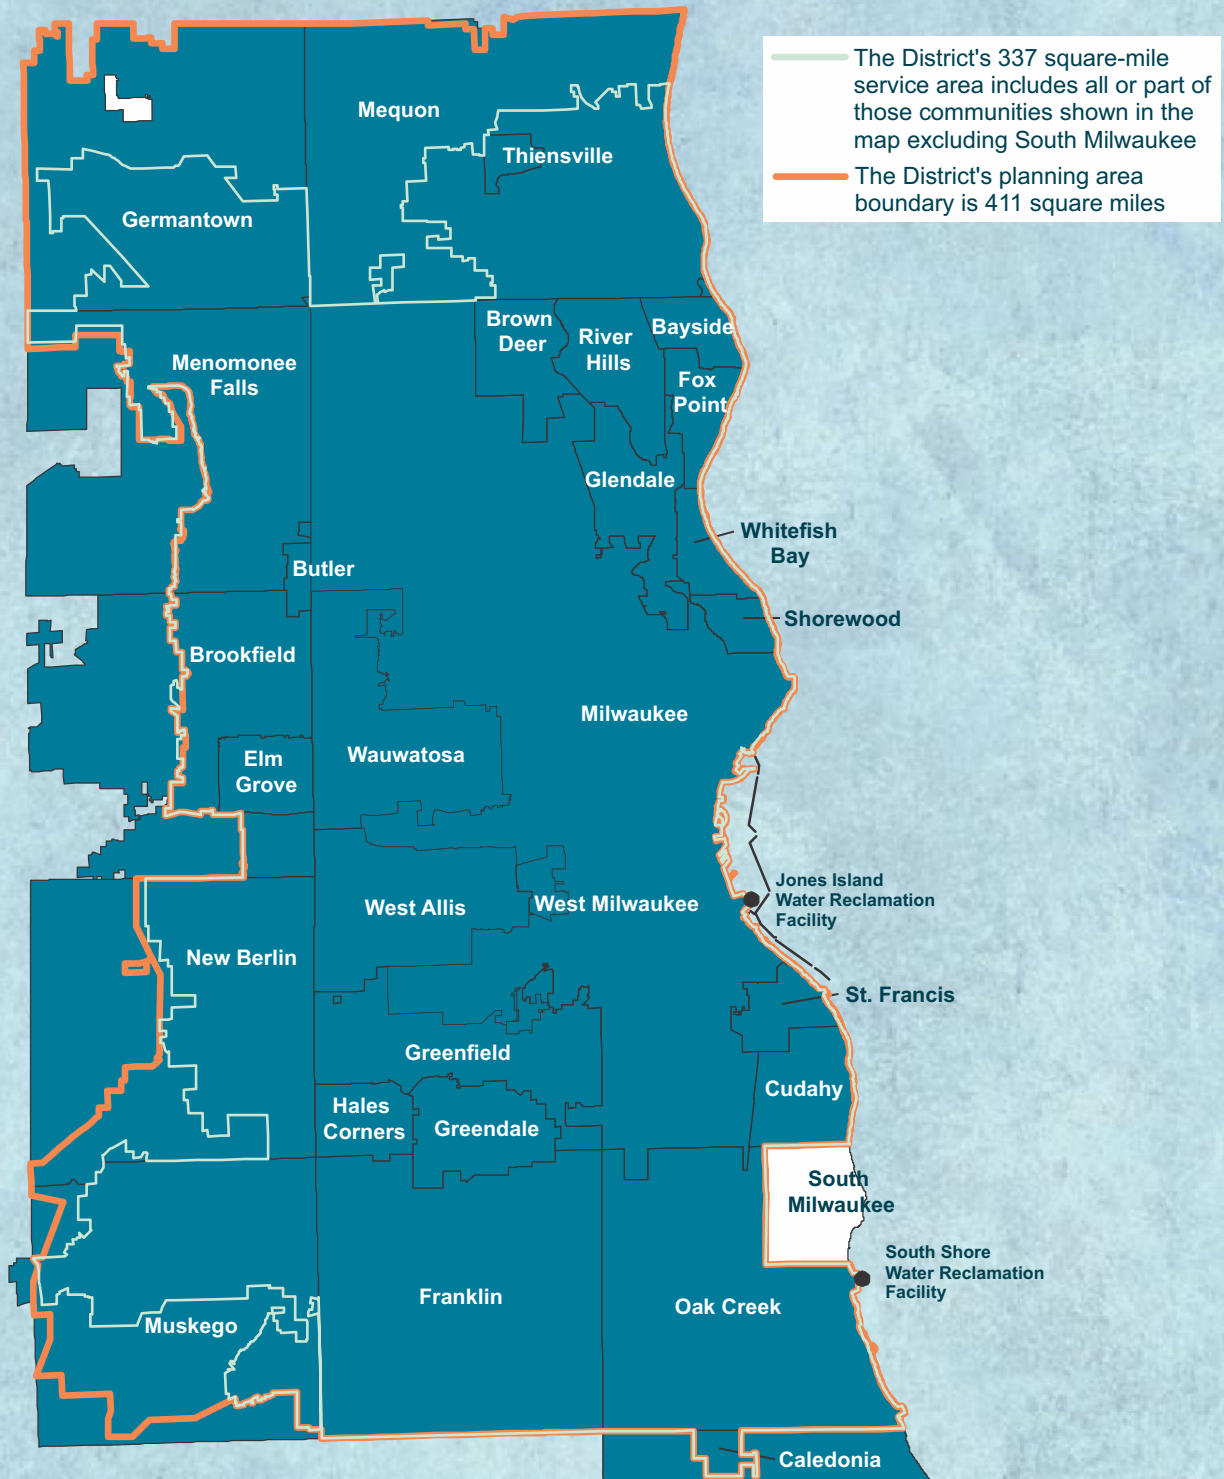 The District's 337 square-mile
service area includes all or part of
those communities shown in the
map excluding South Milwaukee
The District's planning area
boundary is 411 square miles
Mequon
Thiensville
Germantown
Brown
Deer
River
Hills
Bayside
Menomonee
Falls
Fox
Point
Glendale
Whitefish
Bay
Butler
Shorewood
Brookfield
Milwaukee
Elm
Grove
Wauwatosa
Jones Island
Water Reclamation
Facility
West Allis
West Milwaukee
New Berlin
St. Francis
Greenfield
Cudahy
Hales
Corners
Greendale
South
Milwaukee
South Shore
Water Reclamation
Facility
Franklin
Oak Creek
Muskego
Caledonia